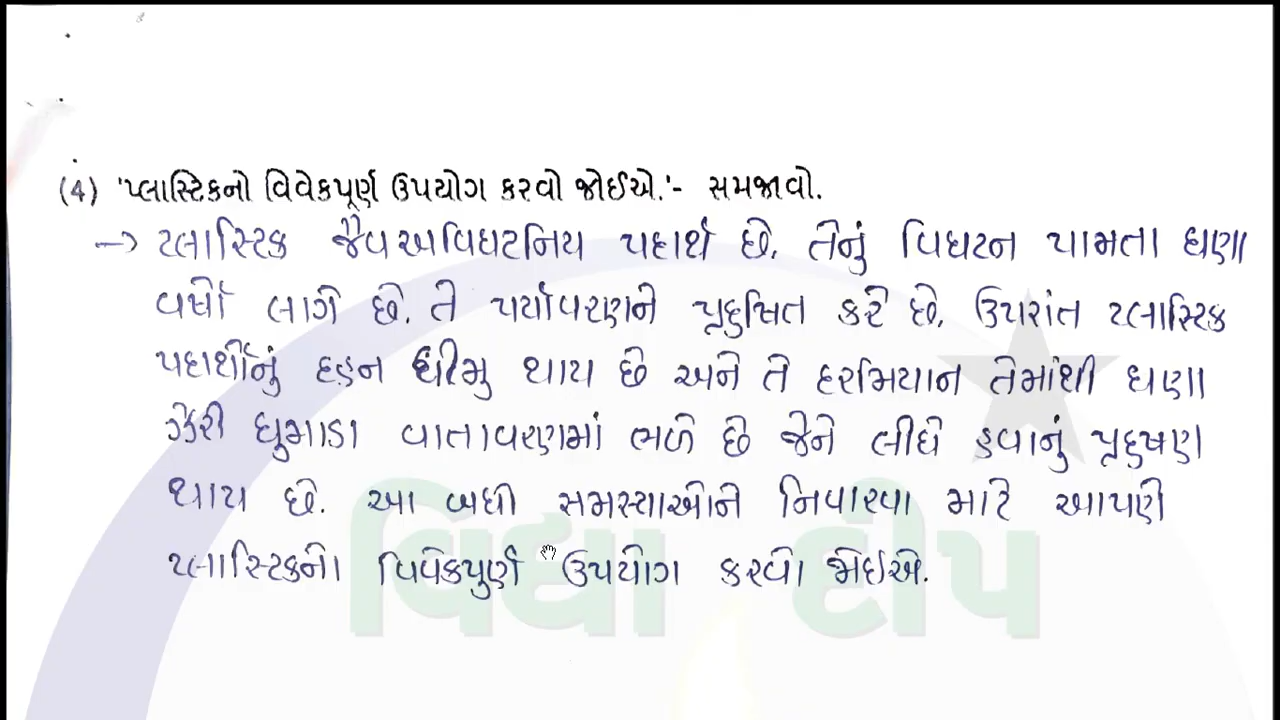 (4) 'પ્લાસ્ટિકનો વિવેકપૂર્ણ ઉપયોગ કરવો જોઈએ.'- સમજાવો.
→ પ્લાસ્ટિક જૈવઅવિઘટનિય પદાર્થ છે. તેનું વિઘટન પામતા ઘણા
વર્ષો લાગે છે. તે પર્યાવરણને પ્રદુષિત કરે છે. ઉપરાંત પ્લાસ્ટિક
પદાર્થોનું દહન ધીમુ થાય છે અને તે દરમિયાન તેમાંથી ઘણા
ઝેરી ધુમાડા વાતાવરણમાં ભળે છે જેને લીધે હવાનું પ્રદુષણ
થાય છે. આ બધી સમસ્યાઓને નિવારવા માટે આપણે
પ્લાસ્ટિકનો વિવેકપુર્ણ ઉપયોગ કરવો જોઈએ.
વિદ્યા દીપ